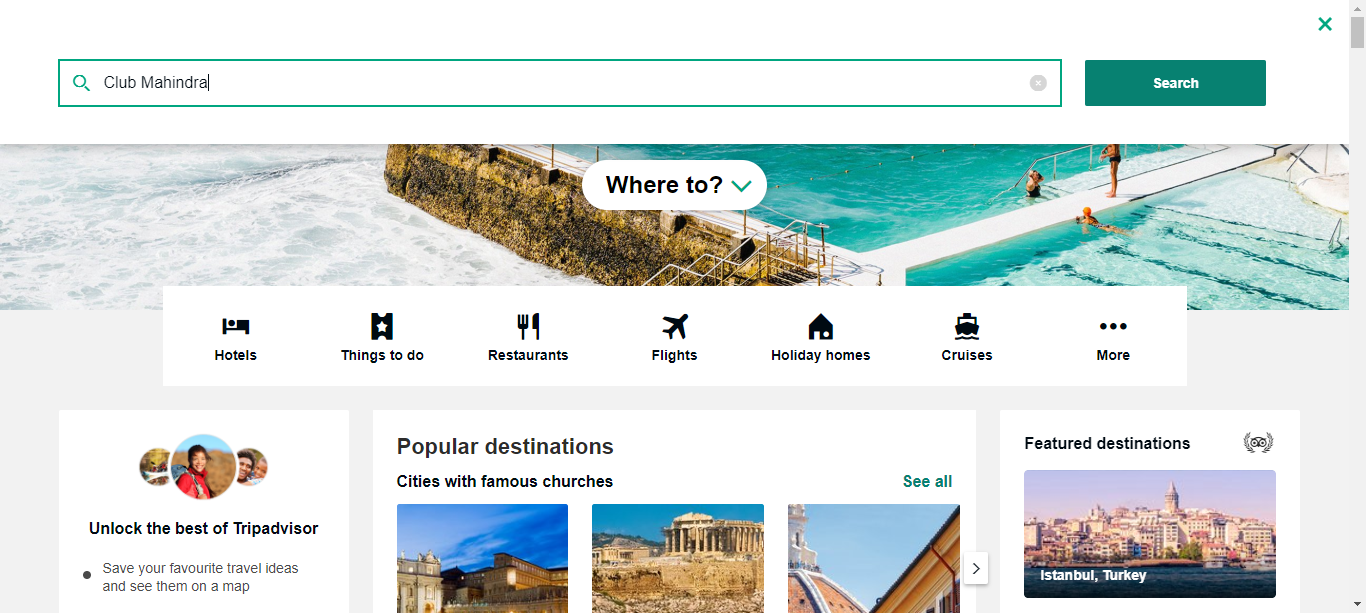 Club Mahindra
Search
Where to?
Hotels
Things to do
Restaurants
Flights
Holiday homes
Cruises
More
Unlock the best of Tripadvisor
Save your favourite travel ideas
and see them on a map
Popular destinations
Cities with famous churches
See all
Featured destinations
Istanbul, Turkey